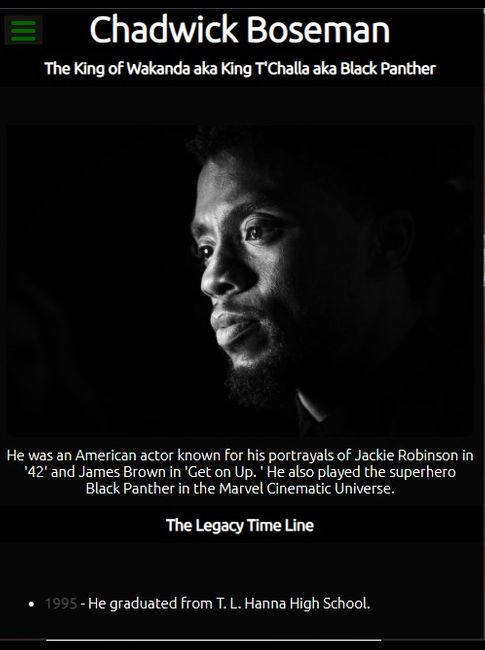 Chadwick Boseman
The King of Wakanda aka King T'Challa aka Black Panther
He was an American actor known for his portrayals of Jackie Robinson in
'42' and James Brown in 'Get on Up. ' He also played the superhero
Black Panther in the Marvel Cinematic Universe.
The Legacy Time Line
• 1995 - He graduated from T. L. Hanna High School.